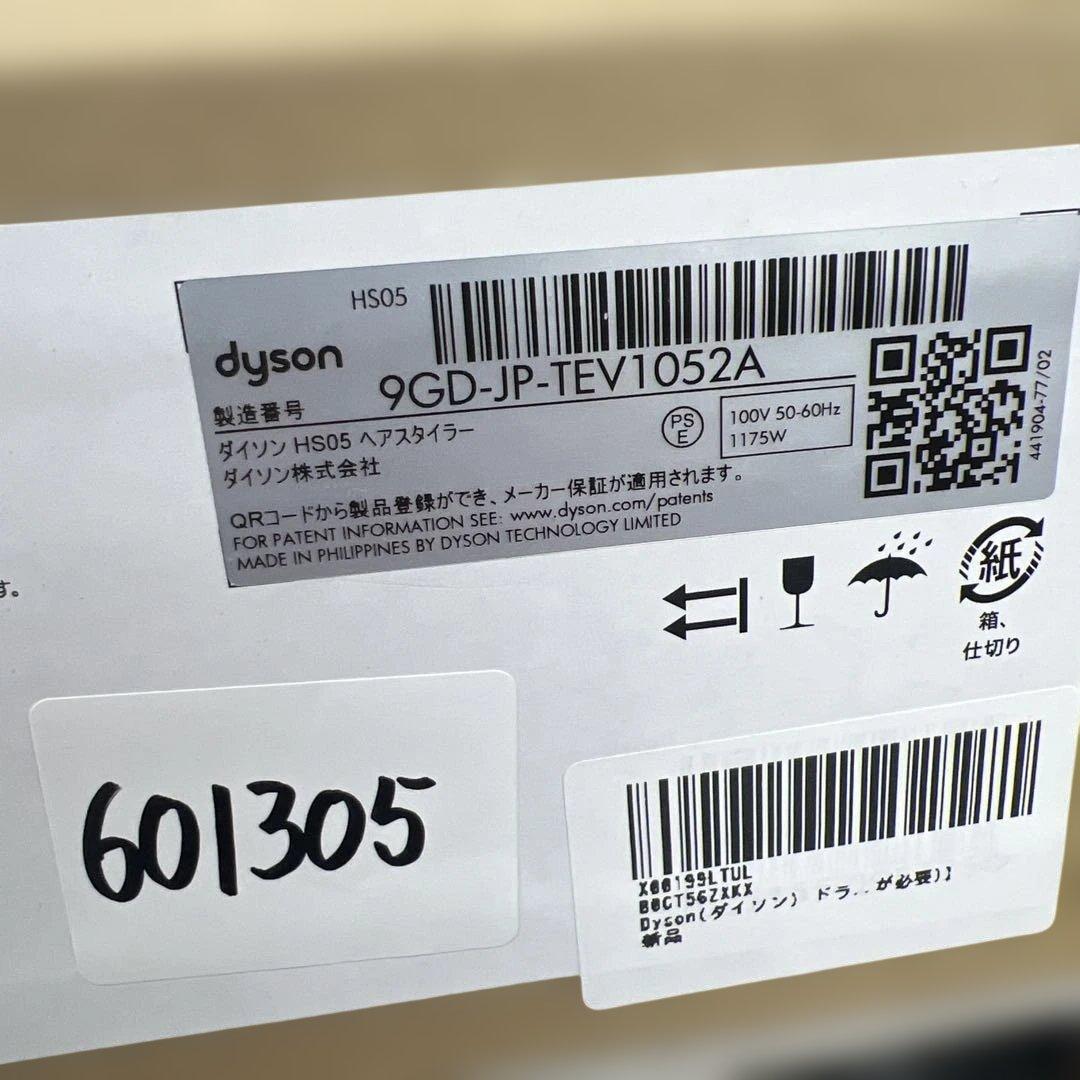 HS05
dyson
製造番号 9GD-JP-TEV1052A
ダイソン HS05 ヘアスタイラー
ダイソン株式会社
PS
E
100V 50-60Hz
1175W
QRコードから製品登録ができ、メーカー保証が適用されます。
FOR PATENT INFORMATION SEE: www.dyson.com/patents
MADE IN PHILIPPINES BY DYSON TECHNOLOGY LIMITED
441904-77/02
す。
紙
箱、
仕切り
601305
X00199LTUL
B0CT56ZXKX
Dyson(ダイソン) ドラ..が必要)】
新品